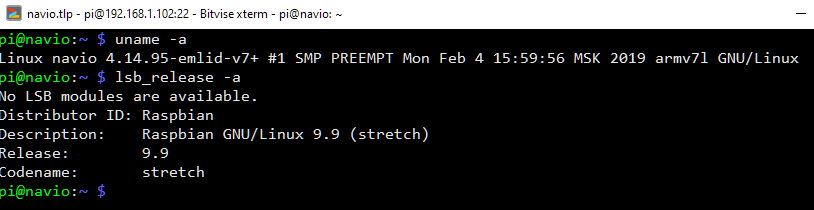 navio.tlp - pi@192.168.1.102:22 - Bitvise xterm - pi@navio: ~
pi@navio:~ $ uname -a
Linux navio 4.14.95-emlid-v7+ #1 SMP PREEMPT Mon Feb 4 15:59:56 MSK 2019 armv7l GNU/Linux
pi@navio:~ $ lsb_release -a
No LSB modules are available.
Distributor ID: Raspbian
Description:    Raspbian GNU/Linux 9.9 (stretch)
Release:        9.9
Codename:       stretch
pi@navio:~ $